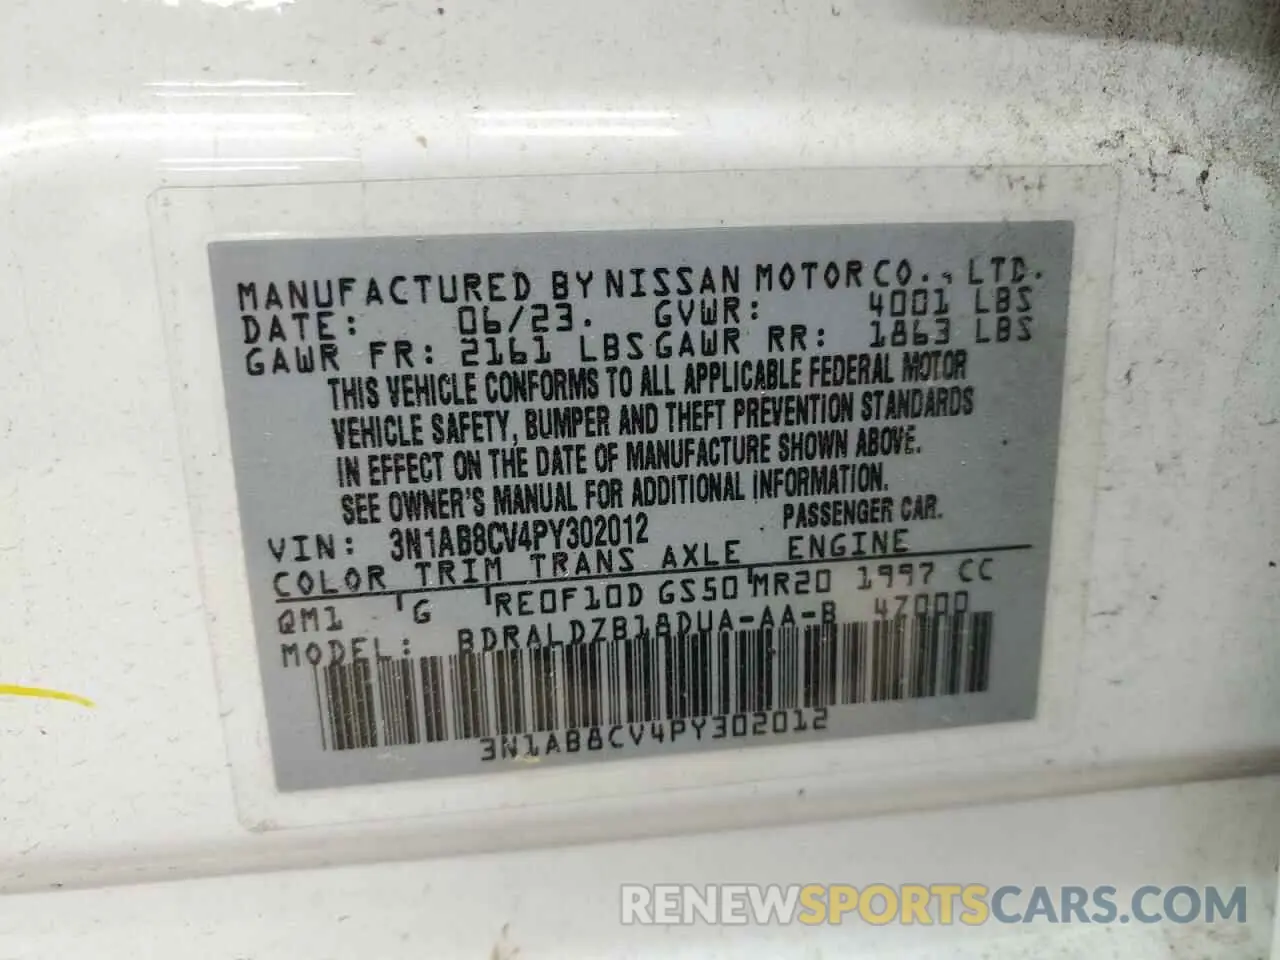 MANUFACTURED BY NISSAN MOTOR CO., LTD.
DATE: 06/23. GVWR: 4001 LBS
GAWR FR: 2161 LBS GAWR RR: 1863 LBS
THIS VEHICLE CONFORMS TO ALL APPLICABLE FEDERAL MOTOR
VEHICLE SAFETY, BUMPER AND THEFT PREVENTION STANDARDS
IN EFFECT ON THE DATE OF MANUFACTURE SHOWN ABOVE.
SEE OWNER'S MANUAL FOR ADDITIONAL INFORMATION.
VIN: 3N1AB8CV4PY302012 PASSENGER CAR.
COLOR TRIM TRANS AXLE ENGINE
QM1 G RE0F10D GS50 MR20 1997 CC
MODEL: BDRALDZB18DUA-AA-B 47000
3N1AB8CV4PY302012
RENEWSPORTSCARS.COM